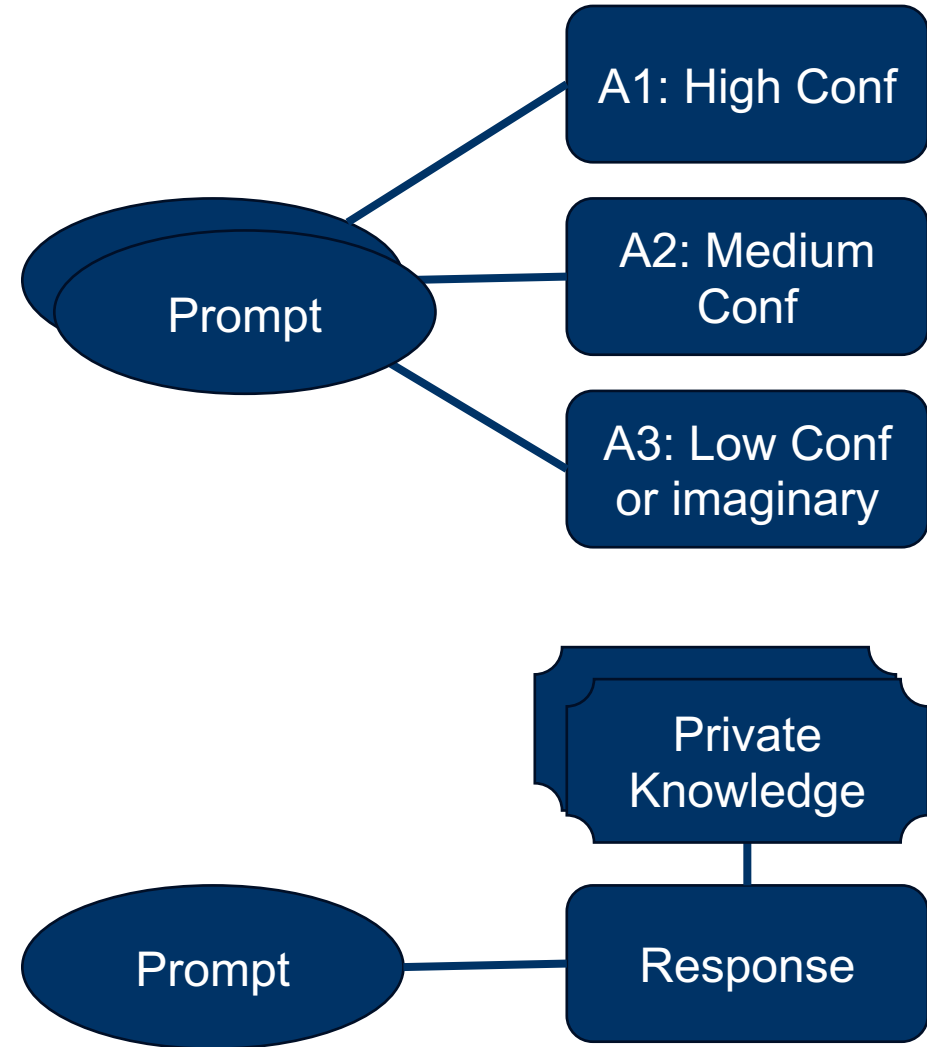 A1: High Conf
Prompt
A2: Medium
Conf
A3: Low Conf
or imaginary
Private
Knowledge
Prompt
Response